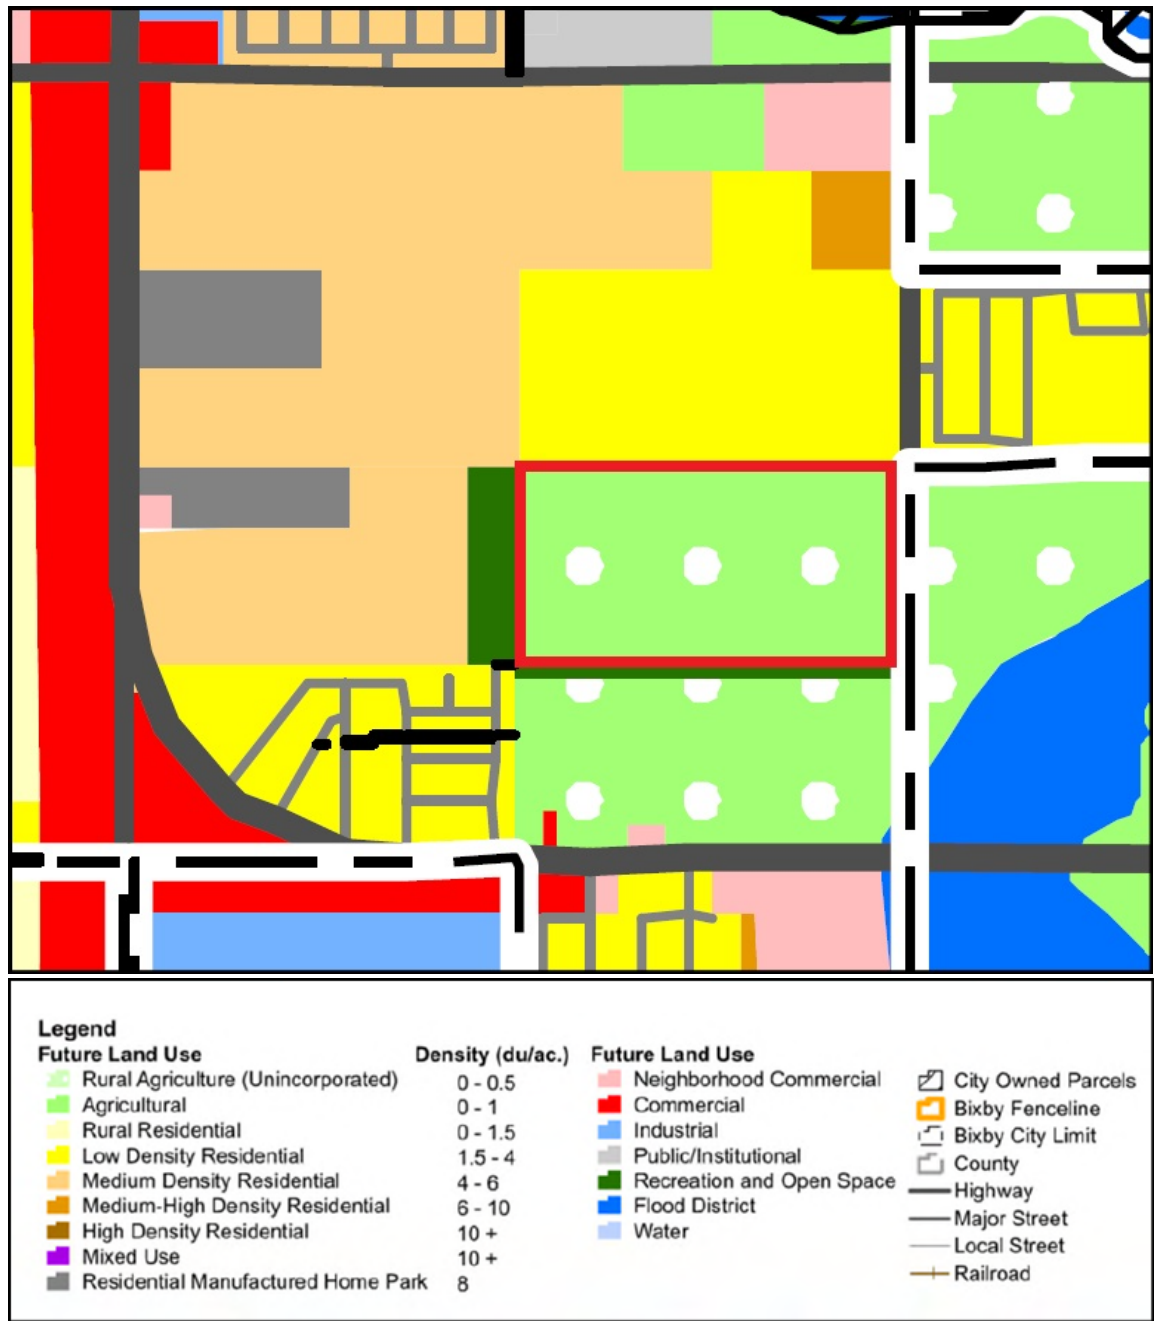 Legend
Future Land Use Density (du/ac.)
Rural Agriculture (Unincorporated) 0 - 0.5
Agricultural 0 - 1
Rural Residential 0 - 1.5
Low Density Residential 1.5 - 4
Medium Density Residential 4 - 6
Medium-High Density Residential 6 - 10
High Density Residential 10 +
Mixed Use 10 +
Residential Manufactured Home Park 8
Future Land Use
Neighborhood Commercial
Commercial
Industrial
Public/Institutional
Recreation and Open Space
Flood District
Water
City Owned Parcels
Bixby Fenceline
Bixby City Limit
County
Highway
Major Street
Local Street
Railroad